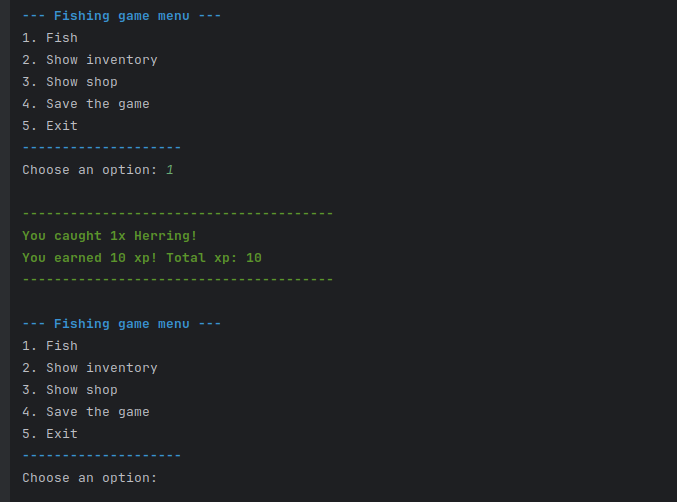 --- Fishing game menu ---
1. Fish
2. Show inventory
3. Show shop
4. Save the game
5. Exit
--------------------
Choose an option: 1
---------------------------------------
You caught 1x Herring!
You earned 10 xp! Total xp: 10
---------------------------------------
--- Fishing game menu ---
1. Fish
2. Show inventory
3. Show shop
4. Save the game
5. Exit
--------------------
Choose an option: